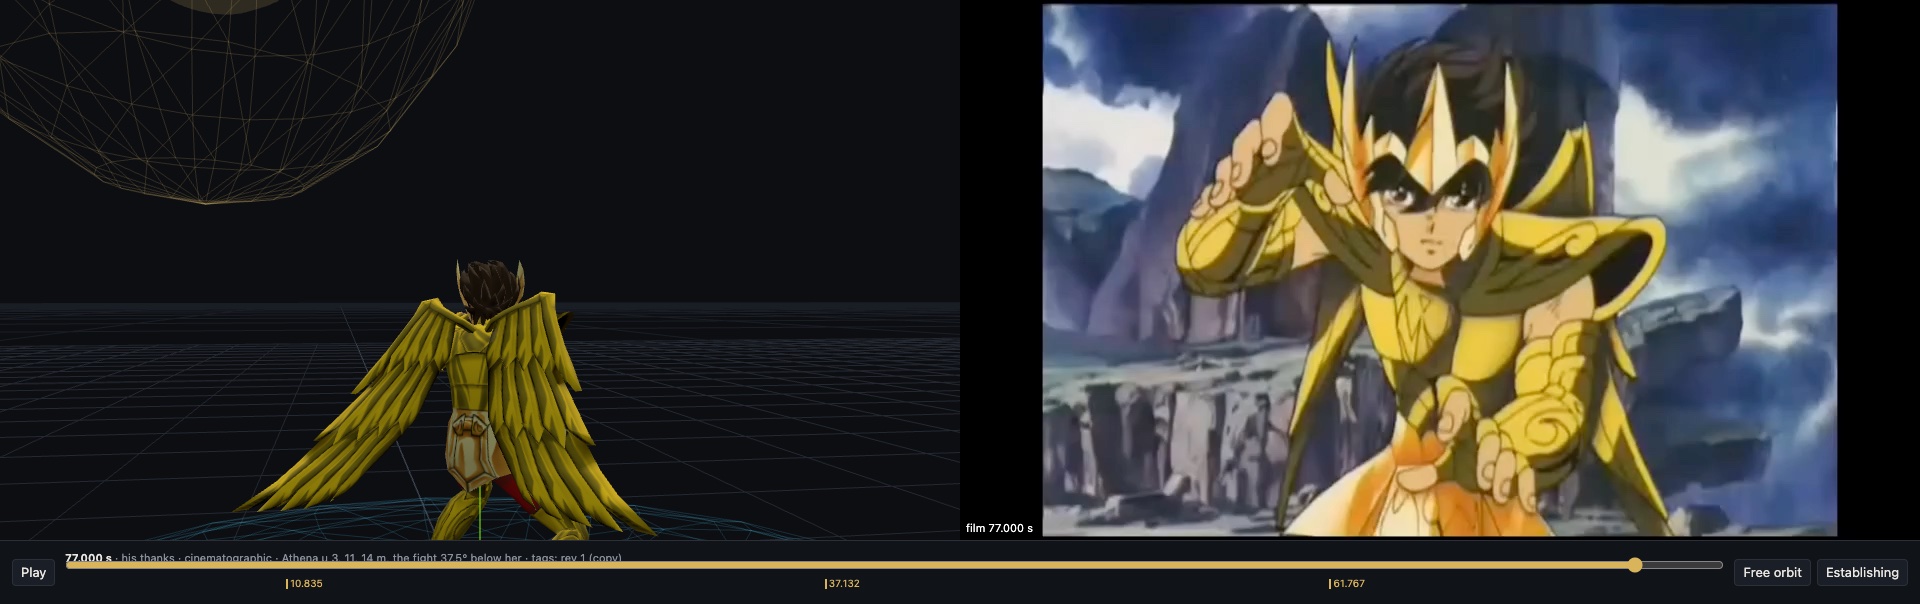 film 77.000 s
77.000 s · his thanks · cinematographic · Athena u 3, 11, 14 m, the fight 37.5° below her · tags: rev 1 (copy)
Play
10.835
37.132
61.767
Free orbit
Establishing